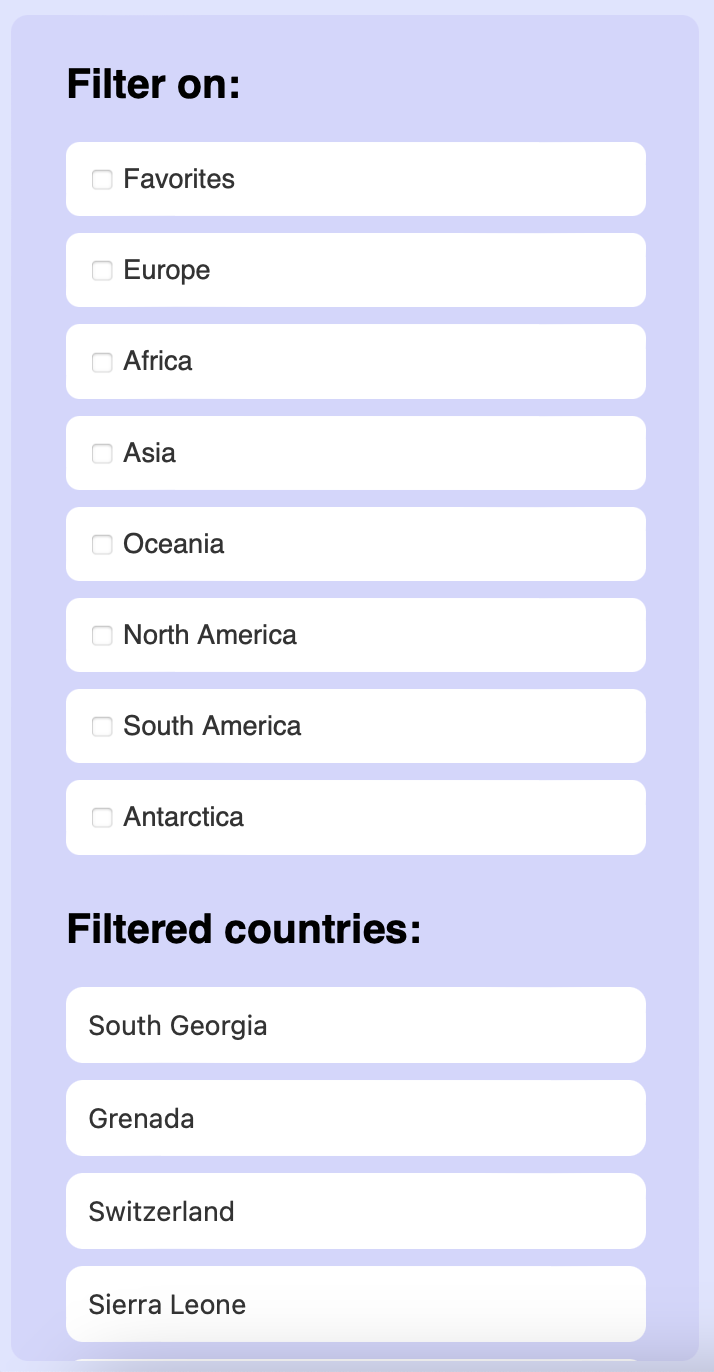 Filter on:
Favorites
Europe
Africa
Asia
Oceania
North America
South America
Antarctica
Filtered countries:
South Georgia
Grenada
Switzerland
Sierra Leone